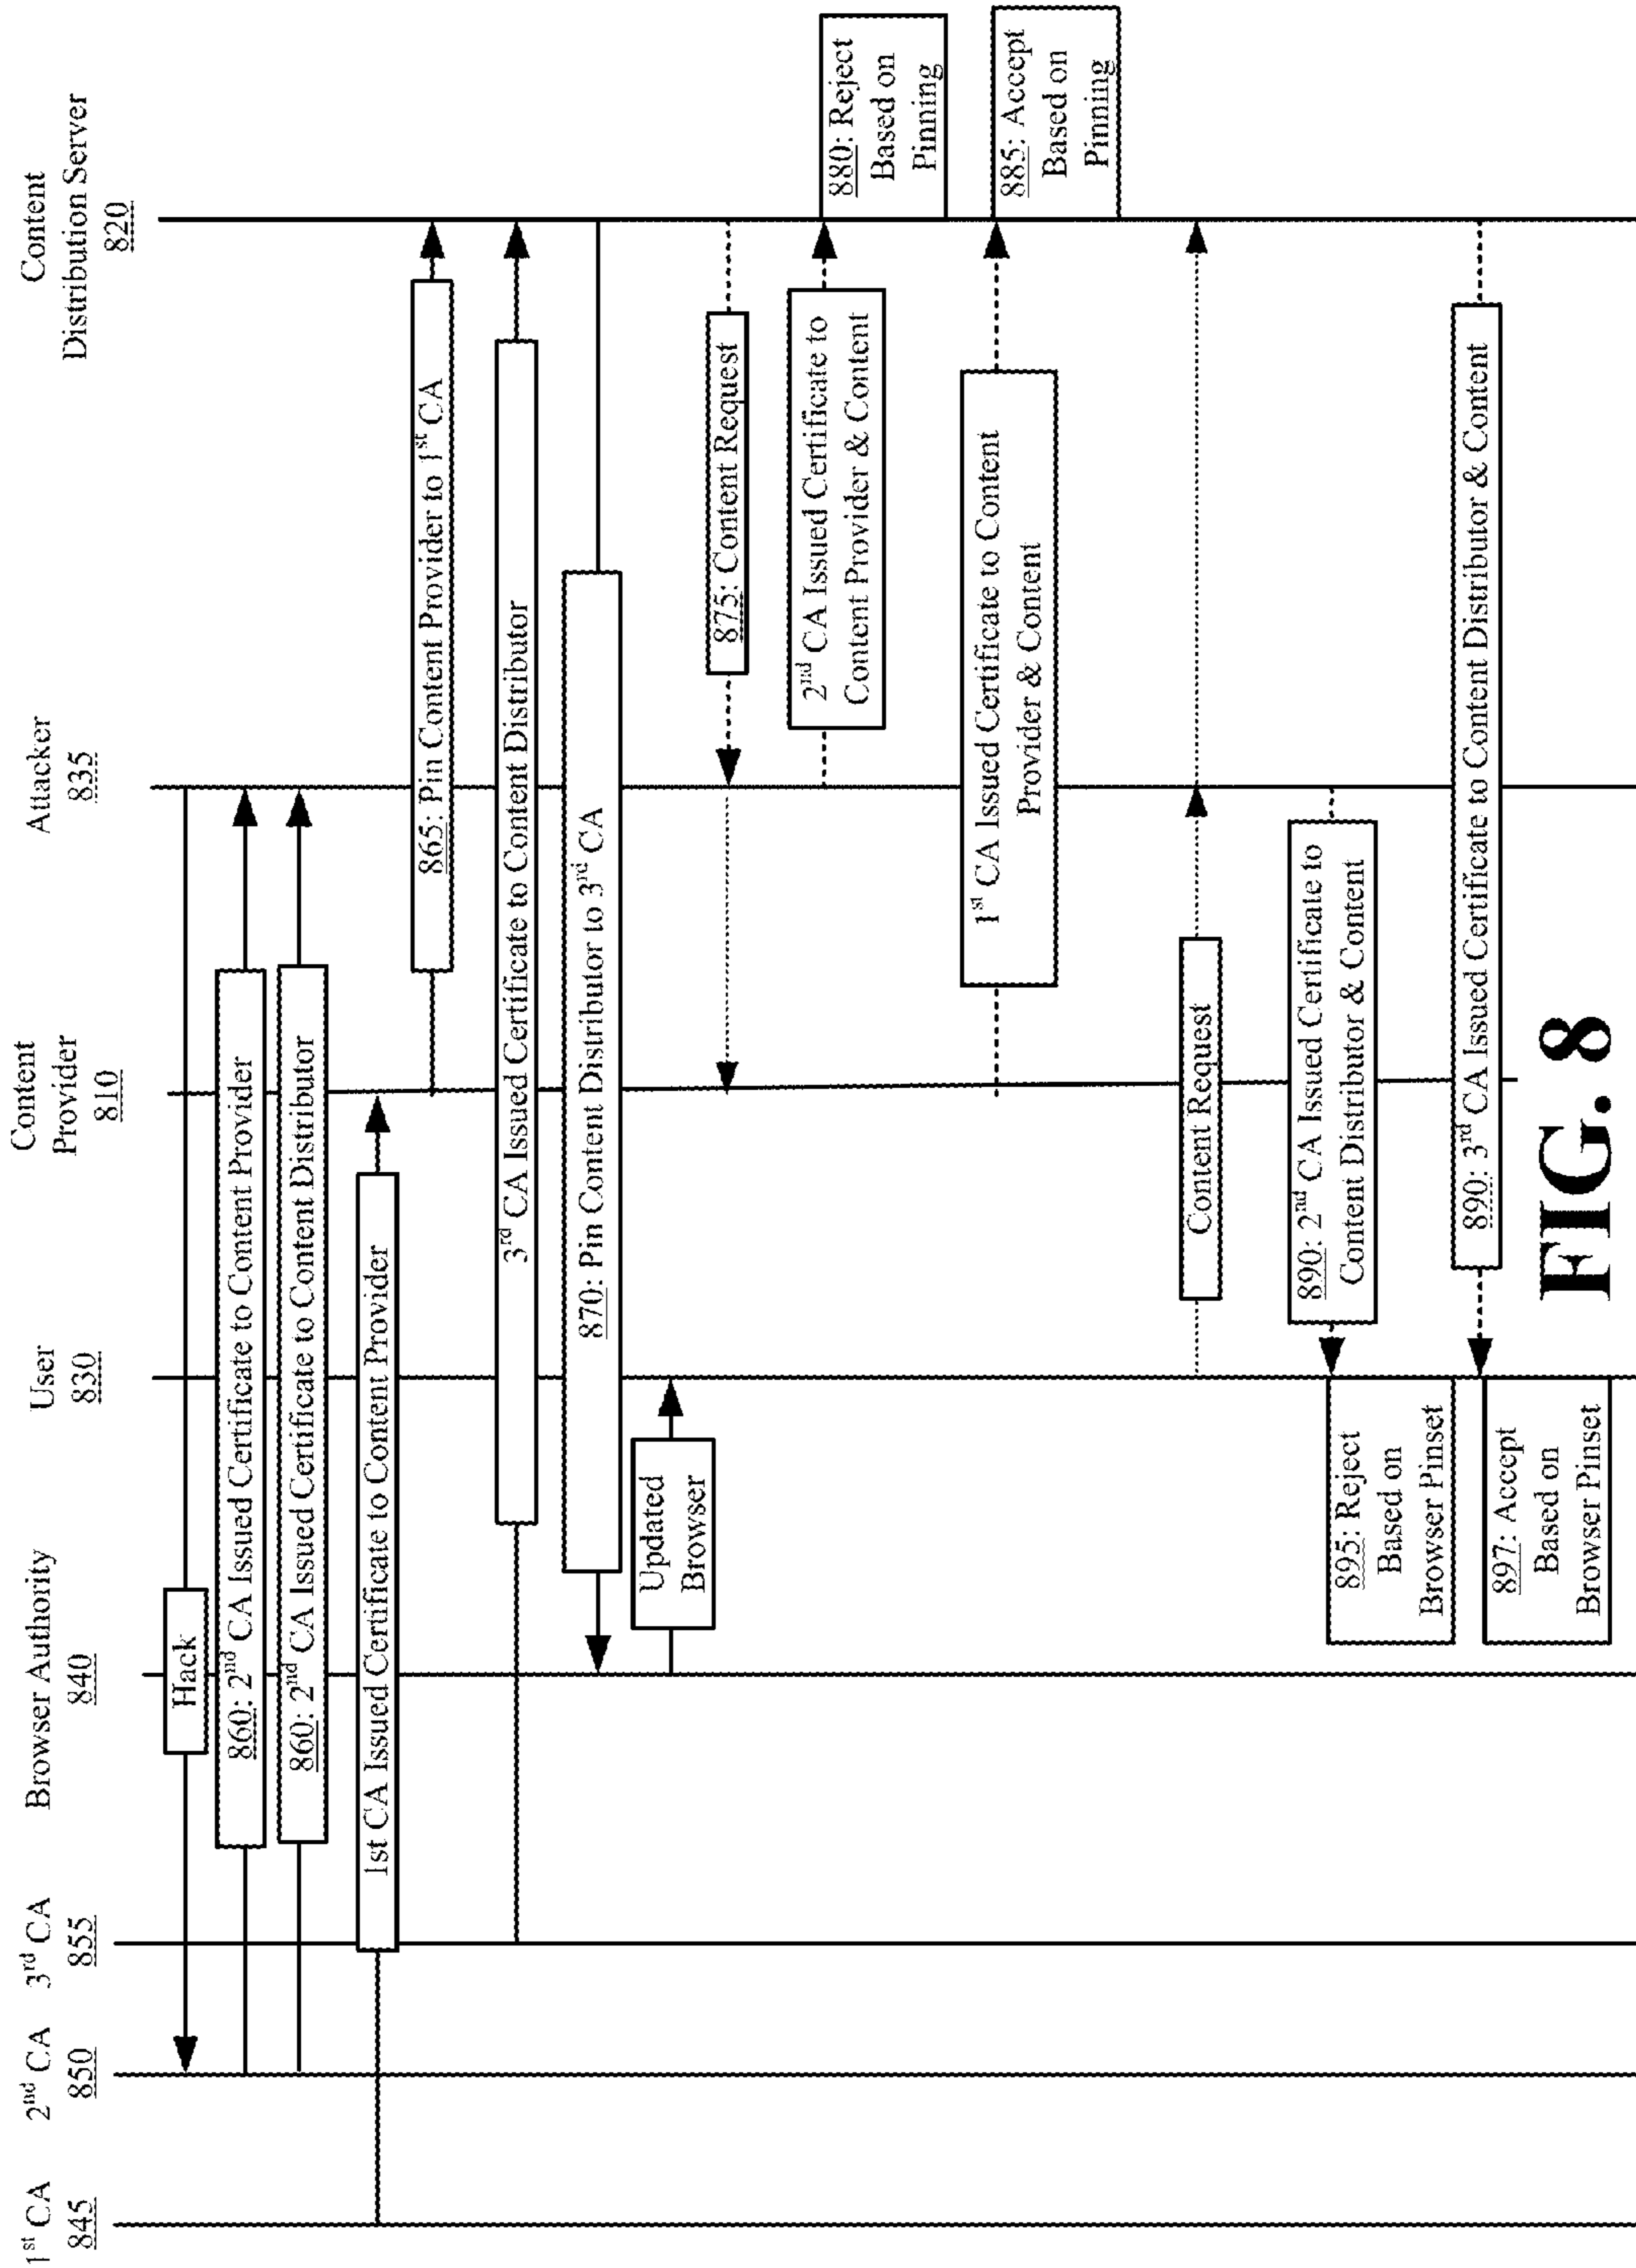 1st CA
845
2nd CA
850
3rd CA
855
Browser Authority
840
User
830
Content
Provider
810
Attacker
835
Content
Distribution Server
820
Hack
860: 2nd CA Issued Certificate to Content Provider
860: 2nd CA Issued Certificate to Content Distributor
1st CA Issued Certificate to Content Provider
865: Pin Content Provider to 1st CA
3rd CA Issued Certificate to Content Distributor
870: Pin Content Distributor to 3rd CA
Updated
Browser
875: Content Request
2nd CA Issued Certificate to
Content Provider & Content
880: Reject
Based on
Pinning
1st CA Issued Certificate to Content
Provider & Content
885: Accept
Based on
Pinning
Content Request
890: 2nd CA Issued Certificate to
Content Distributor & Content
895: Reject
Based on
Browser Pinset
890: 3rd CA Issued Certificate to Content Distributor & Content
897: Accept
Based on
Browser Pinset
FIG. 8